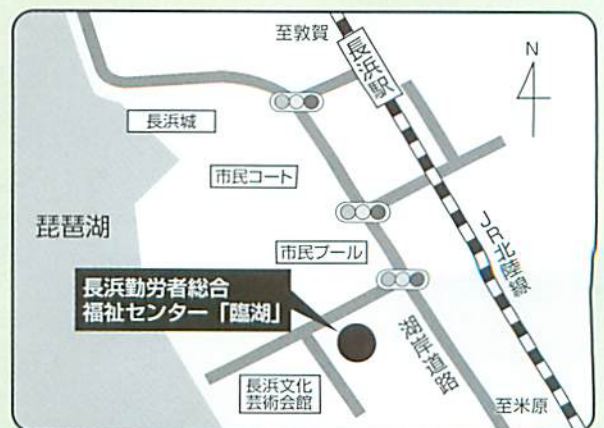 至敦賀
長浜駅
N
長浜城
市民コート
琵琶湖
市民プール
JR北陸線
長浜勤労者総合
福祉センター「臨湖」
湖岸道路
長浜文化
芸術会館
至米原